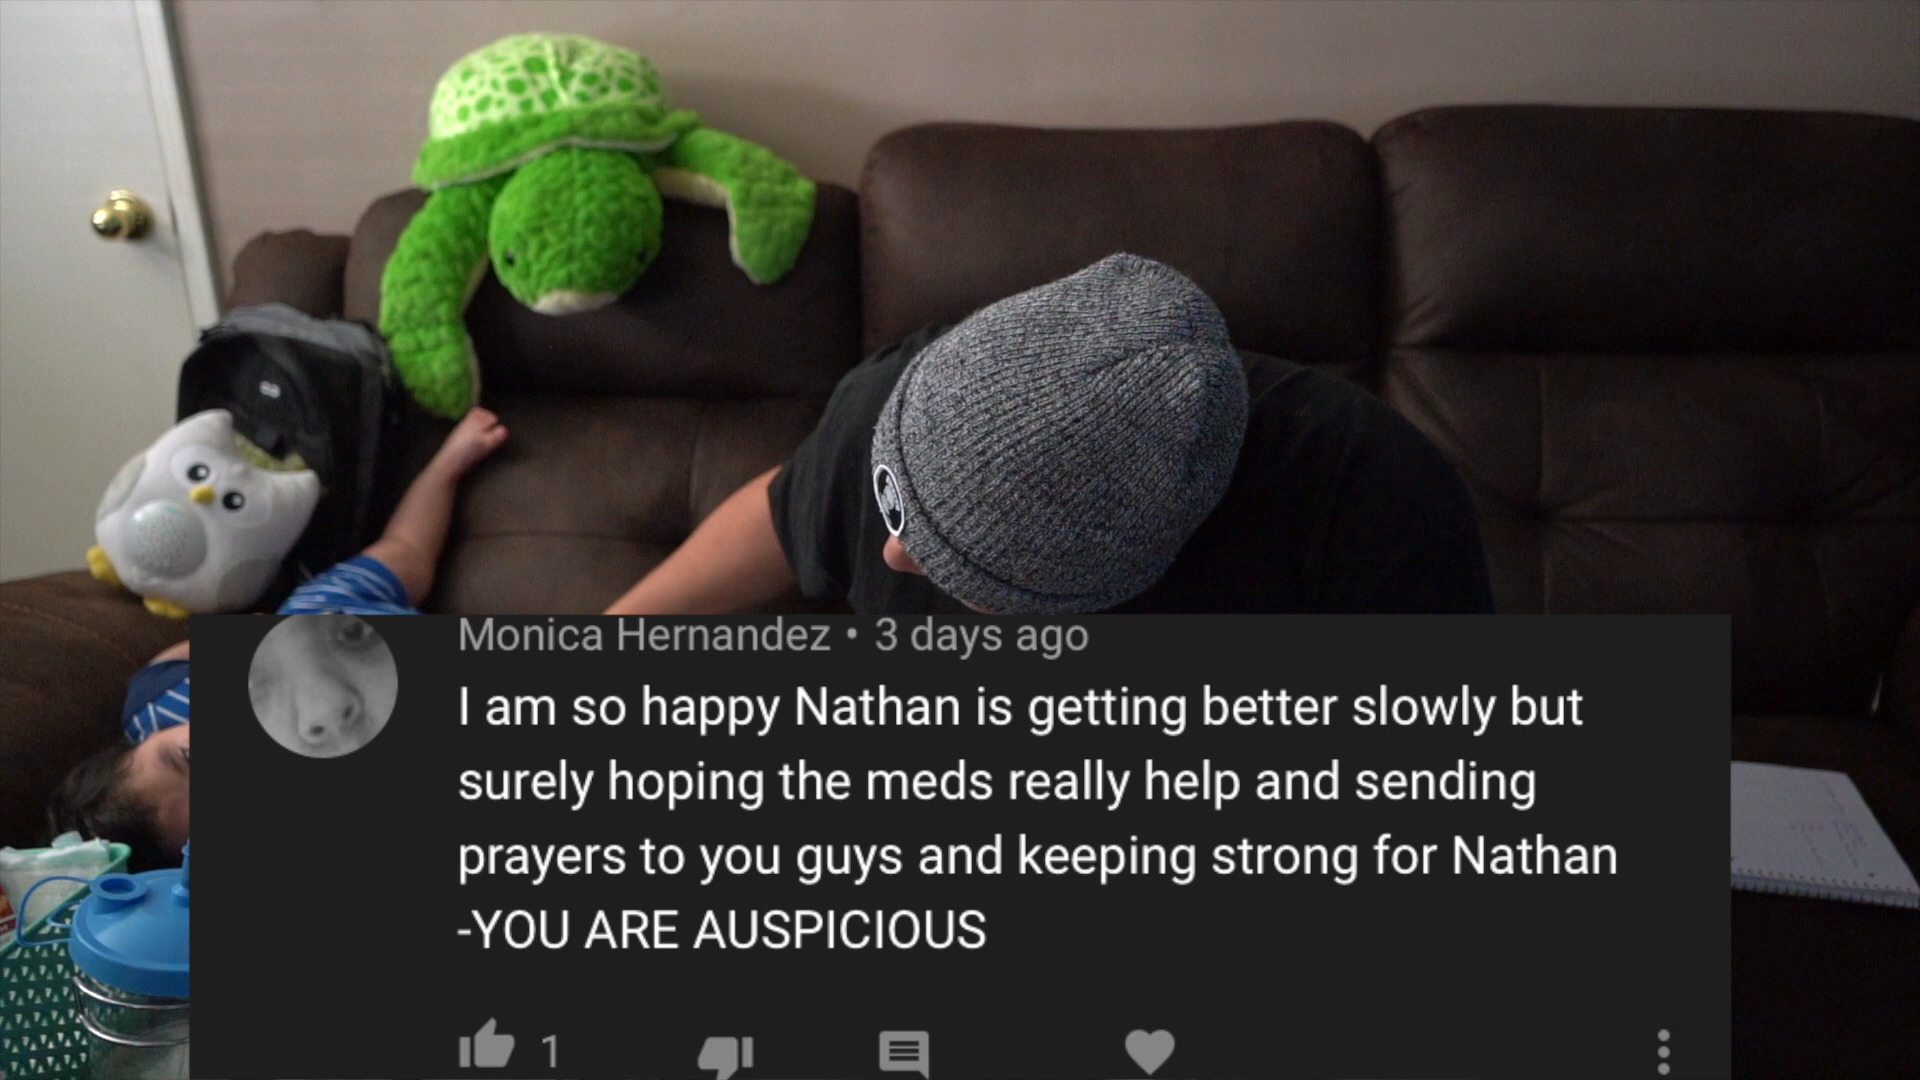 Monica Hernandez • 3 days ago
I am so happy Nathan is getting better slowly but
surely hoping the meds really help and sending
prayers to you guys and keeping strong for Nathan
-YOU ARE AUSPICIOUS
1